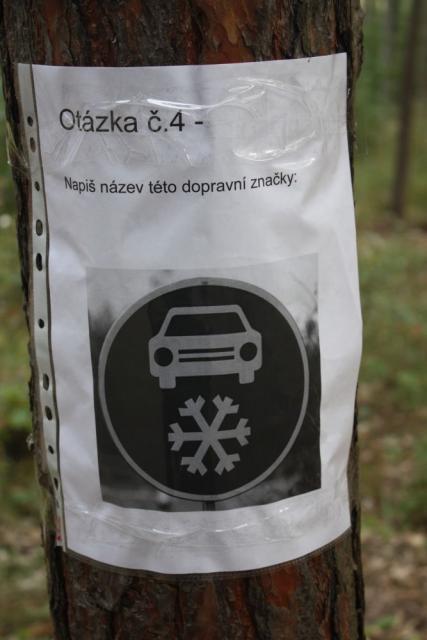 Otázka č.4 -
Napiš název této dopravní značky: